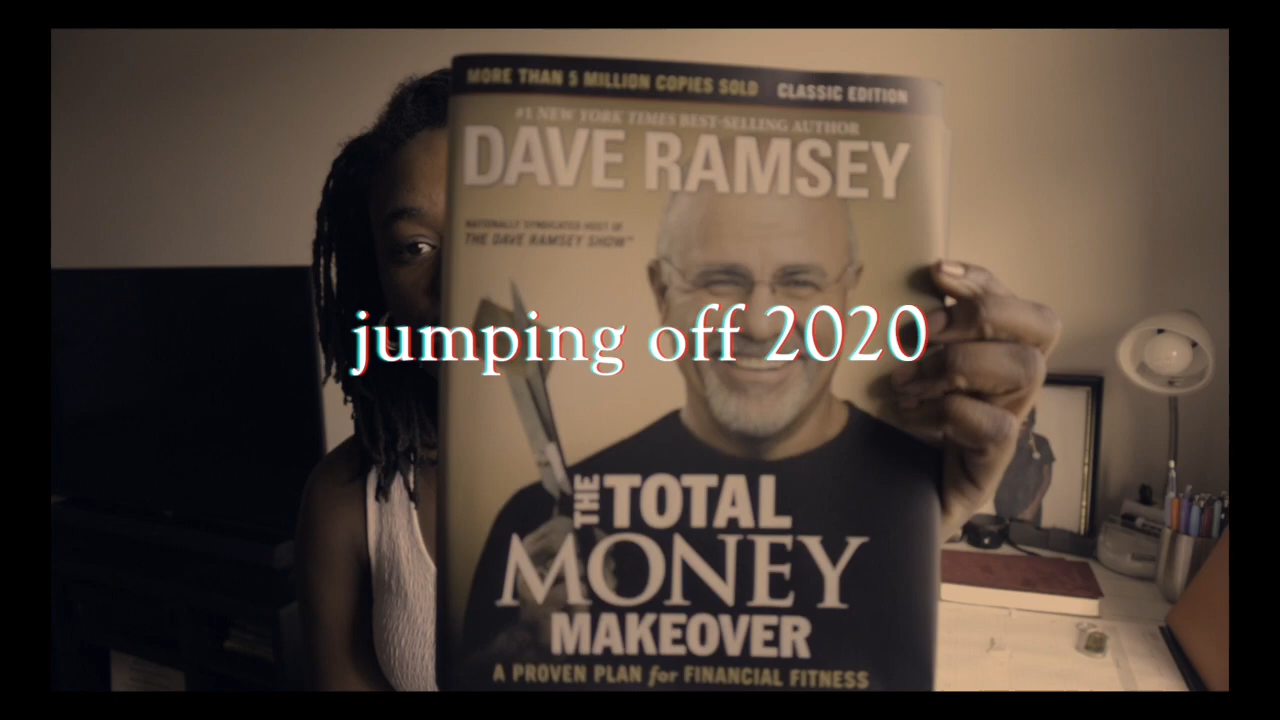 MORE THAN 5 MILLION COPIES SOLD CLASSIC EDITION
#1 NEW YORK TIMES BEST-SELLING AUTHOR
DAVE RAMSEY
NATIONALLY SYNDICATED HOST OF
THE DAVE RAMSEY SHOW™
jumping off 2020
THE TOTAL
MONEY
MAKEOVER
A PROVEN PLAN for FINANCIAL FITNESS